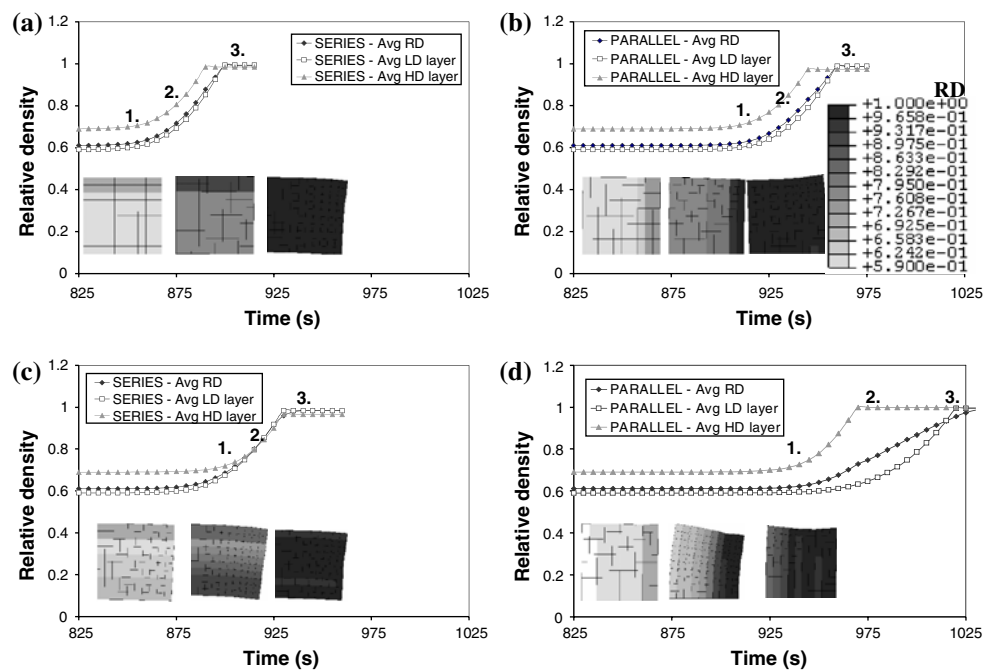 (a)
1.2
1
0.8
0.6
0.4
0.2
0
Relative density
SERIES - Avg RD
SERIES - Avg LD layer
SERIES - Avg HD layer
1.
2.
3.
825
875
925
975
1025
Time (s)
(b)
1.2
1
0.8
0.6
0.4
0.2
0
Relative density
PARALLEL - Avg RD
PARALLEL - Avg LD layer
PARALLEL - Avg HD layer
1.
2.
3.
RD
+1.000e+00
+9.658e-01
+9.317e-01
+8.975e-01
+8.633e-01
+8.292e-01
+7.950e-01
+7.608e-01
+7.267e-01
+6.925e-01
+6.583e-01
+6.242e-01
+5.900e-01
825
875
925
975
1025
Time (s)
(c)
1.2
1
0.8
0.6
0.4
0.2
0
Relative density
SERIES - Avg RD
SERIES - Avg LD layer
SERIES - Avg HD layer
1.
2.
3.
825
875
925
975
1025
Time (s)
(d)
1.2
1
0.8
0.6
0.4
0.2
0
Relative density
PARALLEL - Avg RD
PARALLEL - Avg LD layer
PARALLEL - Avg HD layer
1.
2.
3.
825
875
925
975
1025
Time (s)